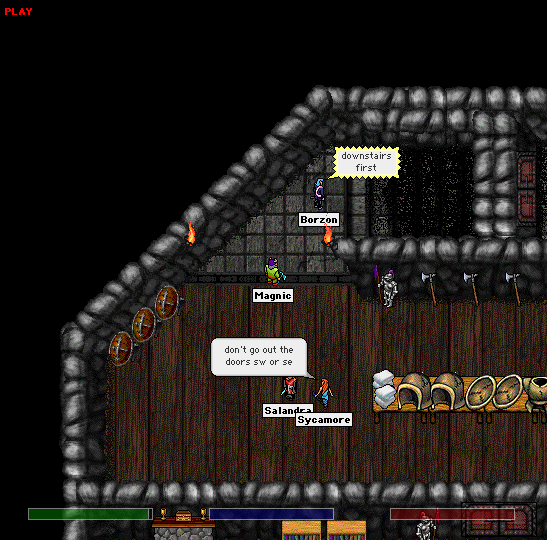 PLAY
downstairs
first
Borzon
Magnic
don't go out the
doors sw or se
Salandra
Sycamore